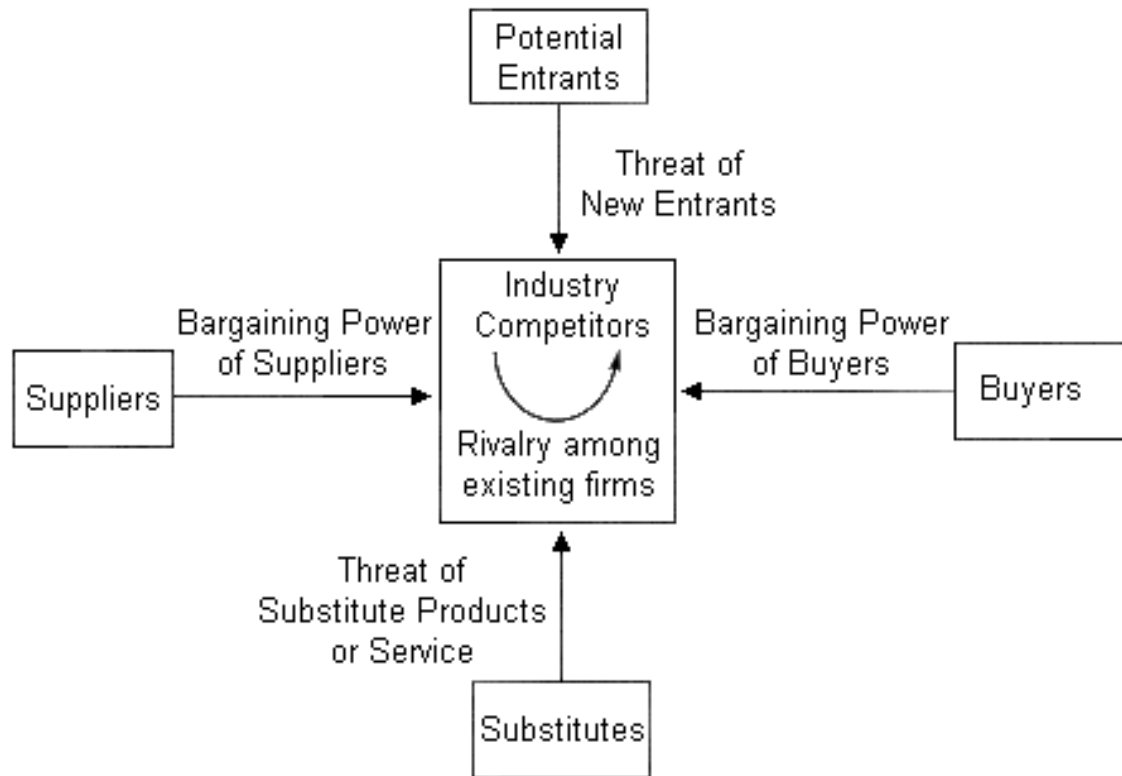 Potential
Entrants
Threat of
New Entrants
Industry
Competitors
Bargaining Power
of Suppliers
Bargaining Power
of Buyers
Suppliers
Buyers
Rivalry among
existing firms
Threat of
Substitute Products
or Service
Substitutes